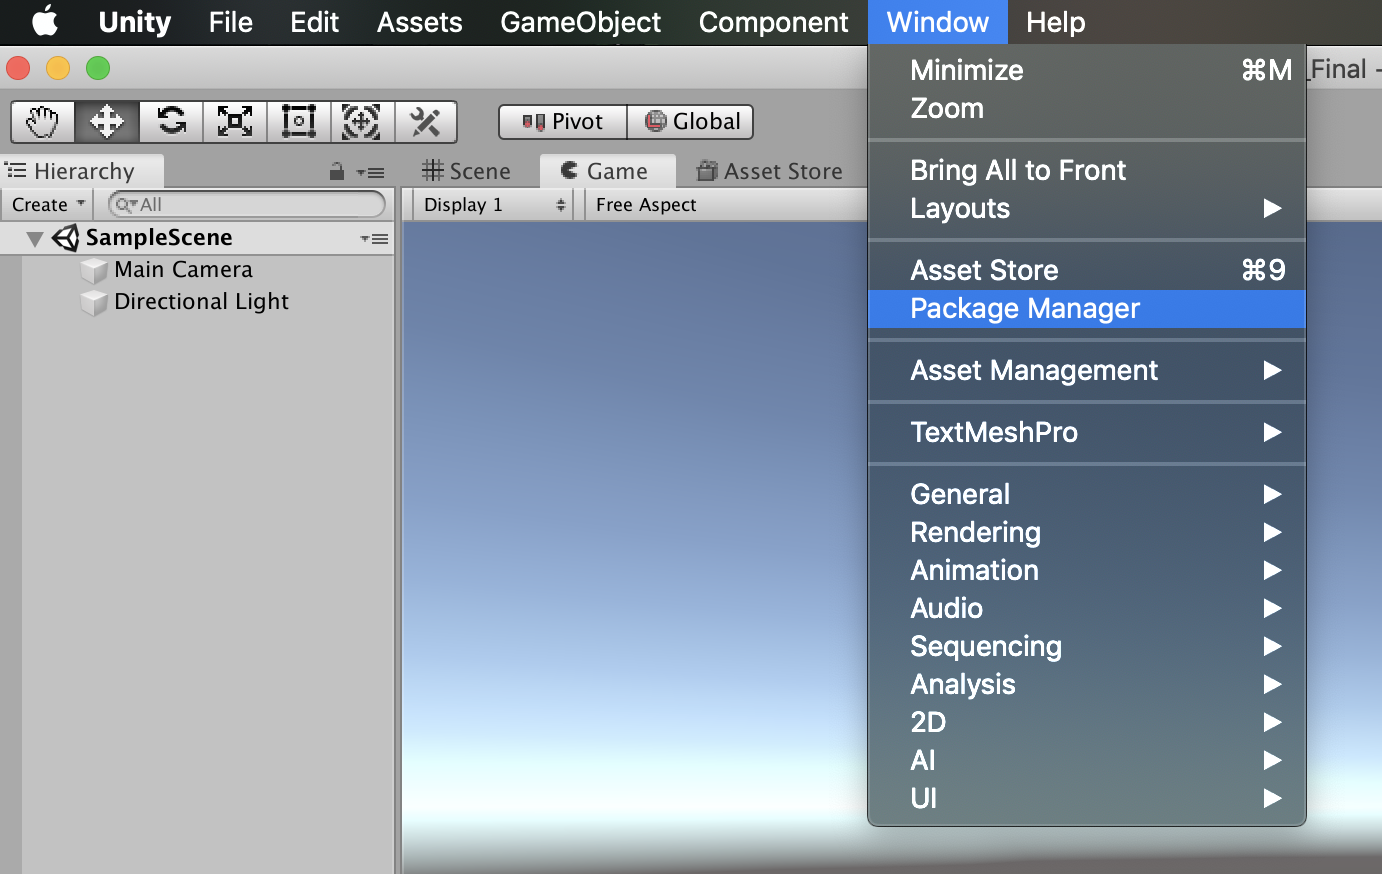 Unity File Edit Assets GameObject Component Window Help
_Final -
Pivot Global
Hierarchy
Create All
SampleScene
Main Camera
Directional Light
Scene Game Asset Store
Display 1 Free Aspect
Minimize ⌘M
Zoom
Bring All to Front
Layouts
Asset Store ⌘9
Package Manager
Asset Management
TextMeshPro
General
Rendering
Animation
Audio
Sequencing
Analysis
2D
AI
UI